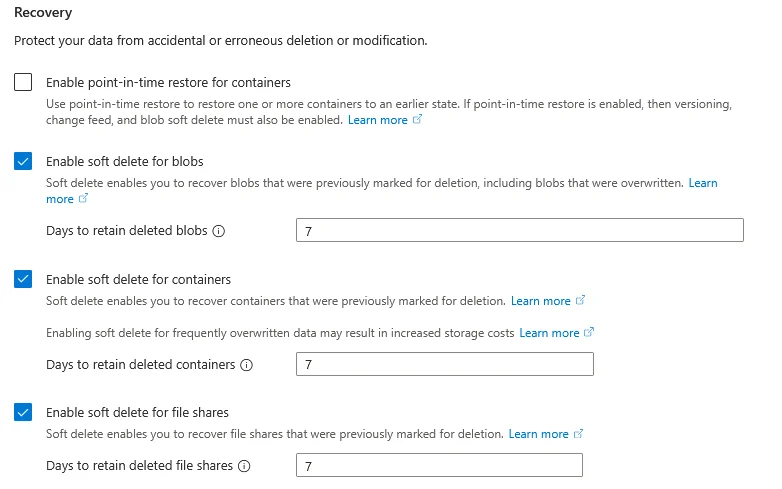 Recovery
Protect your data from accidental or erroneous deletion or modification.
Enable point-in-time restore for containers
Use point-in-time restore to restore one or more containers to an earlier state. If point-in-time restore is enabled, then versioning,
change feed, and blob soft delete must also be enabled. Learn more
Enable soft delete for blobs
Soft delete enables you to recover blobs that were previously marked for deletion, including blobs that were overwritten. Learn
more
Days to retain deleted blobs 7
Enable soft delete for containers
Soft delete enables you to recover containers that were previously marked for deletion. Learn more
Enabling soft delete for frequently overwritten data may result in increased storage costs Learn more
Days to retain deleted containers 7
Enable soft delete for file shares
Soft delete enables you to recover file shares that were previously marked for deletion. Learn more
Days to retain deleted file shares 7